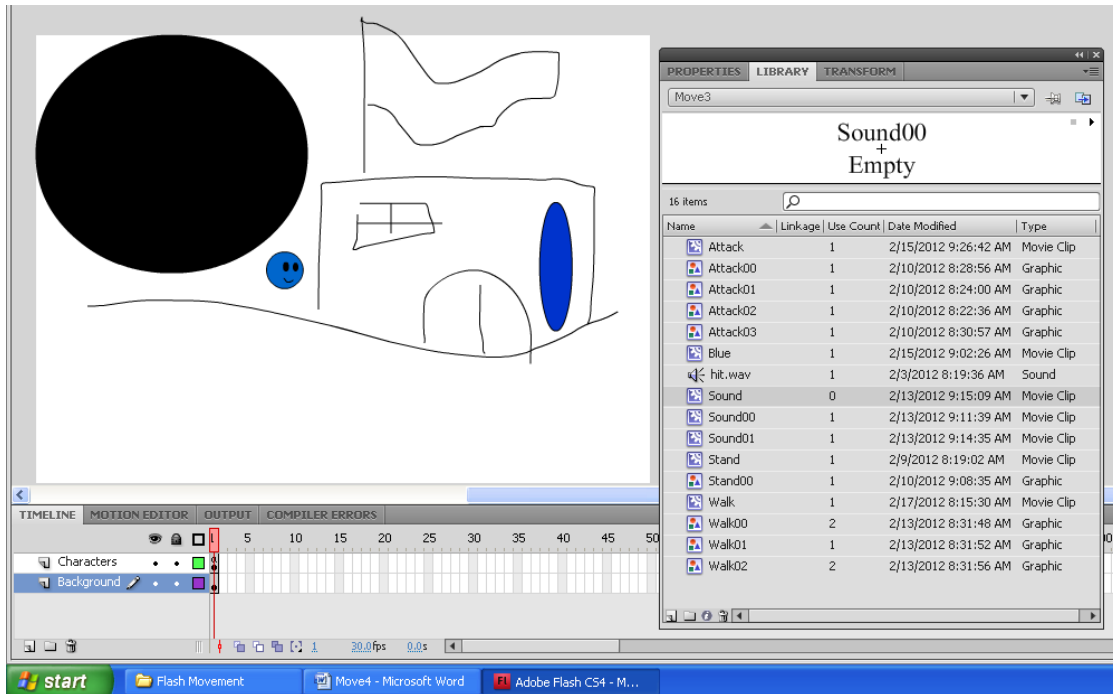 PROPERTIES LIBRARY TRANSFORM
Move3
Sound00
+
Empty
16 items
Name Linkage Use Count Date Modified Type
Attack 1 2/15/2012 9:26:42 AM Movie Clip
Attack00 1 2/10/2012 8:28:56 AM Graphic
Attack01 1 2/10/2012 8:24:00 AM Graphic
Attack02 1 2/10/2012 8:22:36 AM Graphic
Attack03 1 2/10/2012 8:30:57 AM Graphic
Blue 1 2/15/2012 9:02:26 AM Movie Clip
hit.wav 1 2/3/2012 8:19:36 AM Sound
Sound 0 2/13/2012 9:15:09 AM Movie Clip
Sound00 1 2/13/2012 9:11:39 AM Movie Clip
Sound01 1 2/13/2012 9:14:35 AM Movie Clip
Stand 1 2/9/2012 8:19:02 AM Movie Clip
Stand00 1 2/10/2012 9:08:35 AM Graphic
Walk 1 2/17/2012 8:15:30 AM Movie Clip
Walk00 2 2/13/2012 8:31:48 AM Graphic
Walk01 1 2/13/2012 8:31:52 AM Graphic
Walk02 2 2/13/2012 8:31:56 AM Graphic
TIMELINE MOTION EDITOR OUTPUT COMPILER ERRORS
1 5 10 15 20 25 30 35 40 45 50
Characters
Background
1 30.0fps 0.0s
start Flash Movement Move4 - Microsoft Word Adobe Flash CS4 - M...